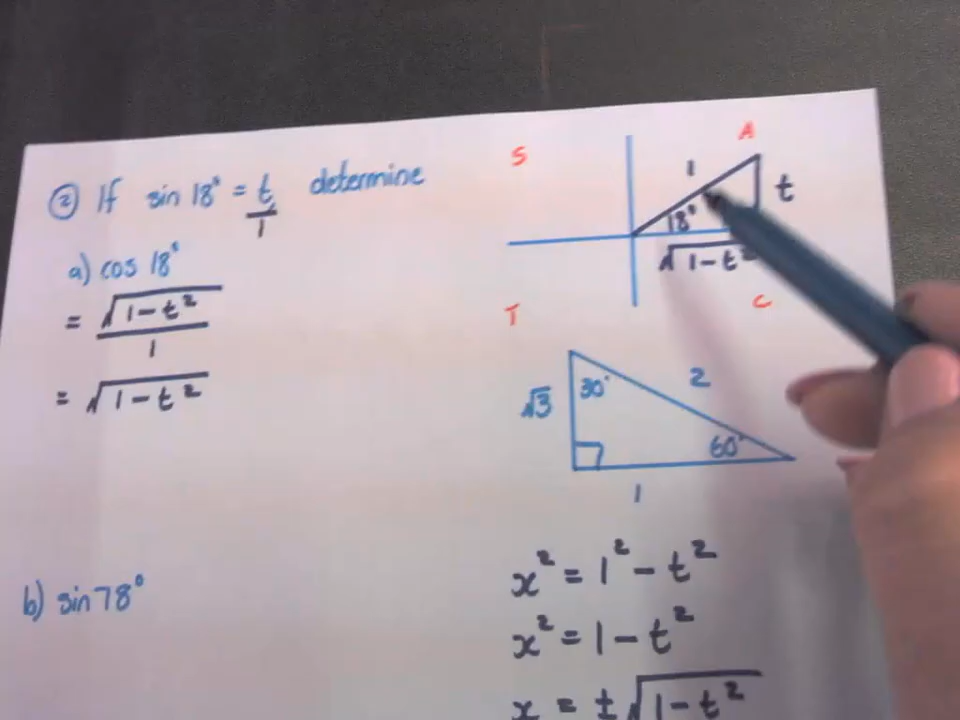 ② If sin 18° = t/1 determine
a) cos 18°
= √(1 - t²)/1
= √(1 - t²)
b) sin 78°
S
A
1
t
18°
√(1 - t²)
T
C
√3
30°
2
60°
1
x² = 1² - t²
x² = 1 - t²
x = ± √(1 - t²)